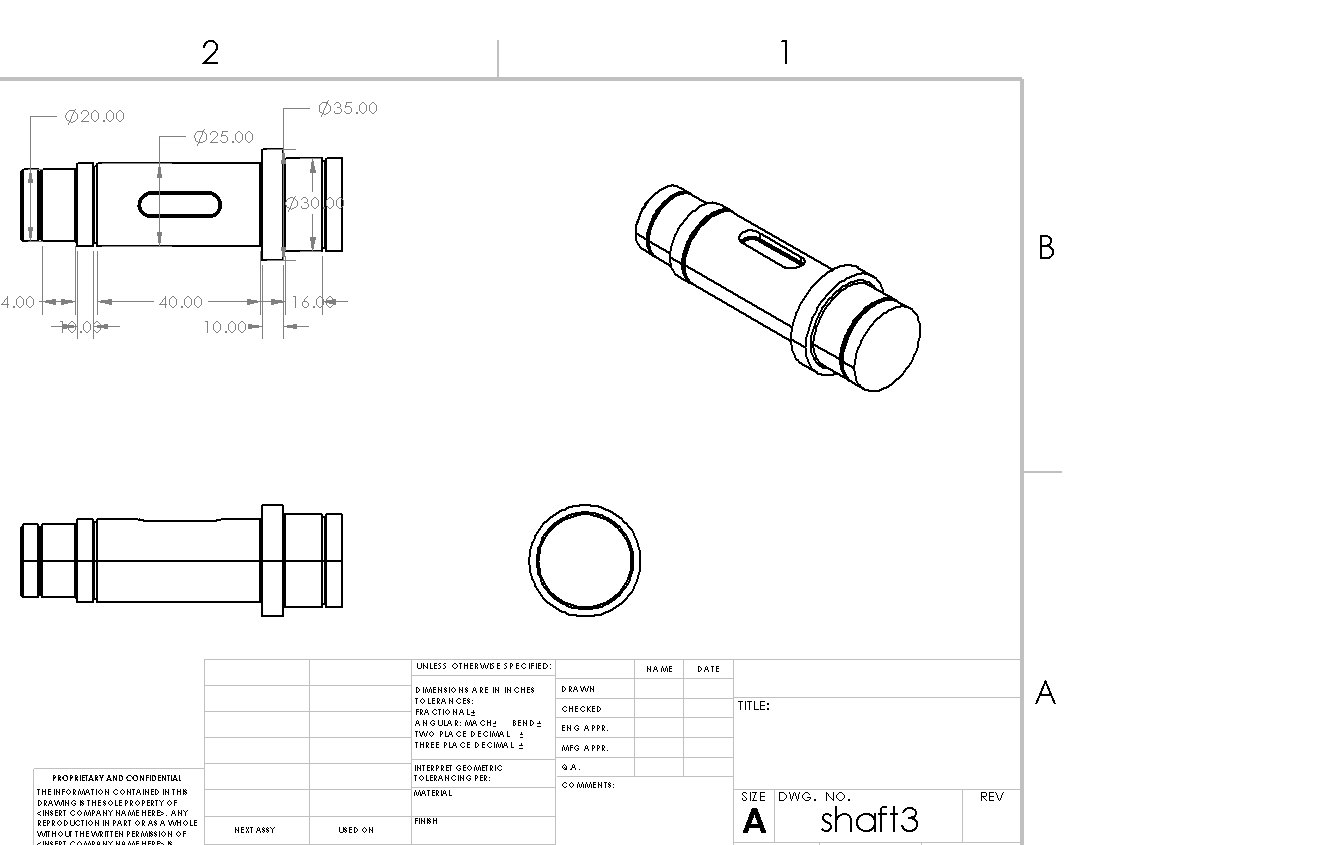 2
1
Ø20.00
Ø35.00
Ø25.00
Ø30.00
B
4.00
40.00
16.00
10.00
10.00
A
UNLESS OTHERWISE SPECIFIED:
DIMENSIONS ARE IN INCHES
TOLERANCES:
FRACTIONAL±
ANGULAR: MACH± BEND ±
TWO PLACE DECIMAL ±
THREE PLACE DECIMAL ±
INTERPRET GEOMETRIC
TOLERANCING PER:
MATERIAL
FINISH
NEXT ASSY
USED ON
NAME
DATE
DRAWN
CHECKED
ENG APPR.
MFG APPR.
Q.A.
COMMENTS:
TITLE:
SIZE
A
DWG. NO.
shaft3
REV
PROPRIETARY AND CONFIDENTIAL
THE INFORMATION CONTAINED IN THIS
DRAWING IS THE SOLE PROPERTY OF
<INSERT COMPANY NAME HERE>. ANY
REPRODUCTION IN PART OR AS A WHOLE
WITHOUT THE WRITTEN PERMISSION OF
<INSERT COMPANY NAME HERE> IS